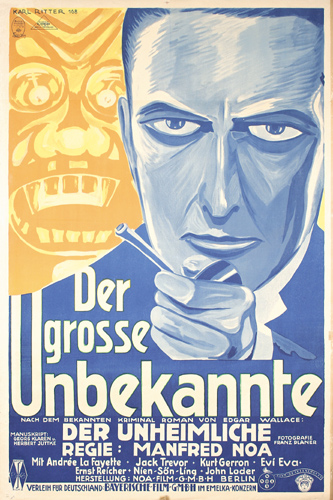 KARL RITTER 168
Der
grosse
Unbekannte
NACH DEM BEKANNTEN KRIMINAL ROMAN VON EDGAR WALLACE:
MANUSKRIPT
GEORG KLAREN U.
HERBERT JUTTKE
DER UNHEIMLICHE
REGIE: MANFRED NOA
FOTOGRAFIE
FRANZ PLANER
Mit Andrée La Fayette - Jack Trevor - Kurt Gerron - Evi Eva
Ernst Reicher - Nien-Sön-Ling - John Loder
HERSTELLUNG: NOA-FILM-G-M-B-H BERLIN
VERLEIH FÜR DEUTSCHLAND: BAYERISCHE-FILM-G-M-B-H IM EMELKA-KONZERN